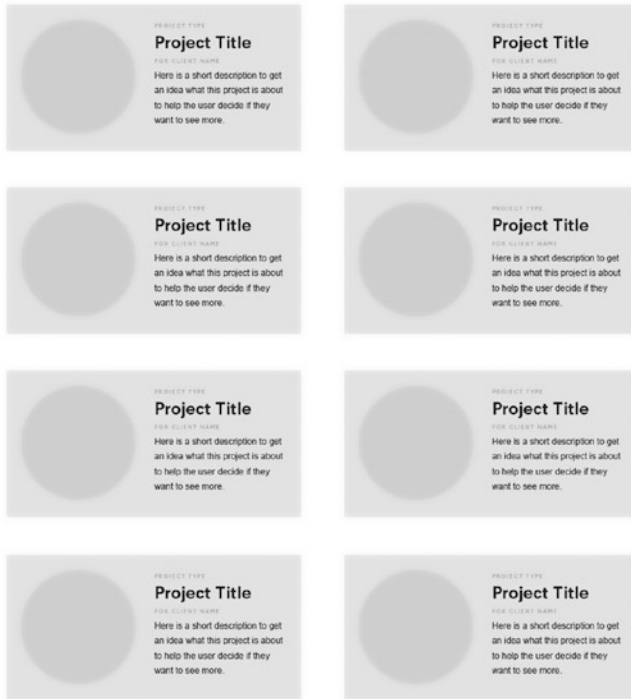 PROJECT TYPE
Project Title
FOR CLIENT NAME
Here is a short description to get
an idea what this project is about
to help the user decide if they
want to see more.
PROJECT TYPE
Project Title
FOR CLIENT NAME
Here is a short description to get
an idea what this project is about
to help the user decide if they
want to see more.
PROJECT TYPE
Project Title
FOR CLIENT NAME
Here is a short description to get
an idea what this project is about
to help the user decide if they
want to see more.
PROJECT TYPE
Project Title
FOR CLIENT NAME
Here is a short description to get
an idea what this project is about
to help the user decide if they
want to see more.
PROJECT TYPE
Project Title
FOR CLIENT NAME
Here is a short description to get
an idea what this project is about
to help the user decide if they
want to see more.
PROJECT TYPE
Project Title
FOR CLIENT NAME
Here is a short description to get
an idea what this project is about
to help the user decide if they
want to see more.
PROJECT TYPE
Project Title
FOR CLIENT NAME
Here is a short description to get
an idea what this project is about
to help the user decide if they
want to see more.
PROJECT TYPE
Project Title
FOR CLIENT NAME
Here is a short description to get
an idea what this project is about
to help the user decide if they
want to see more.